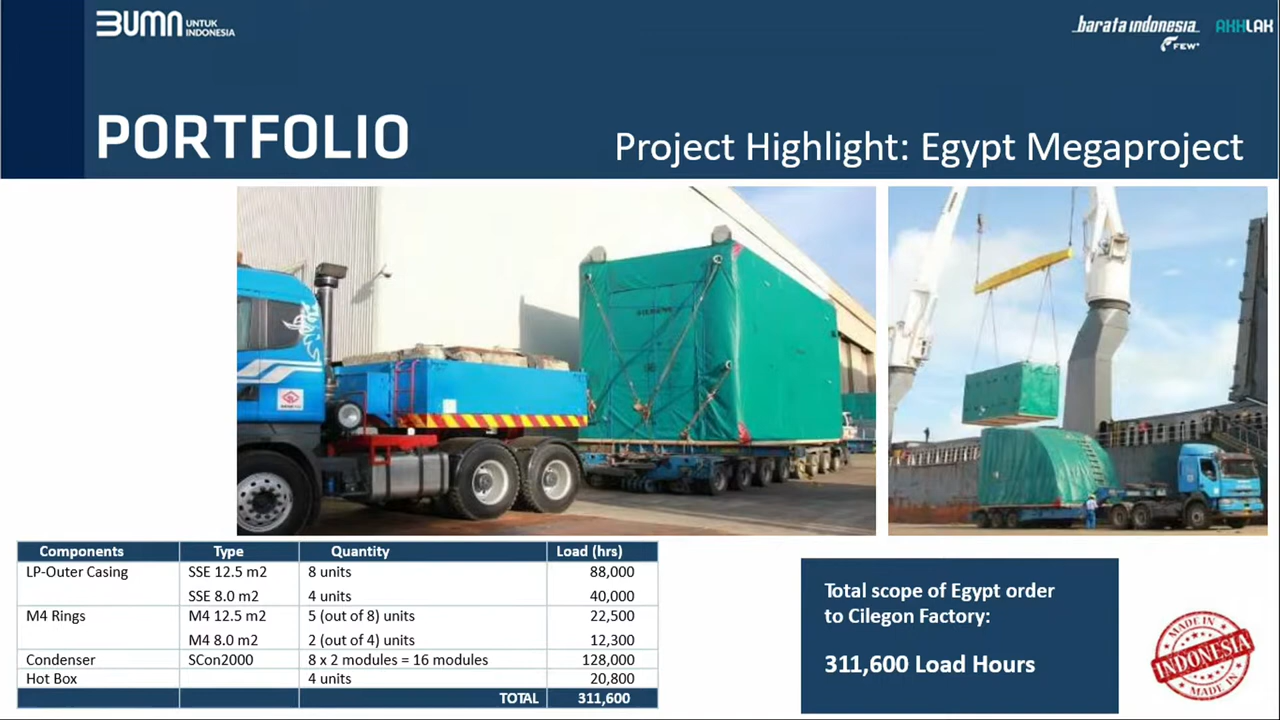 BUMN UNTUK
INDONESIA
barata indonesia
FEW+
AKHLAK
PORTFOLIO
Project Highlight: Egypt Megaproject
SIEMENS
Components Type Quantity Load (hrs)
LP-Outer Casing SSE 12.5 m2 8 units 88,000
SSE 8.0 m2 4 units 40,000
M4 Rings M4 12.5 m2 5 (out of 8) units 22,500
M4 8.0 m2 2 (out of 4) units 12,300
Condenser SCon2000 8 x 2 modules = 16 modules 128,000
Hot Box 4 units 20,800
TOTAL 311,600
Total scope of Egypt order
to Cilegon Factory:
311,600 Load Hours
MADE IN
INDONESIA
MADE IN